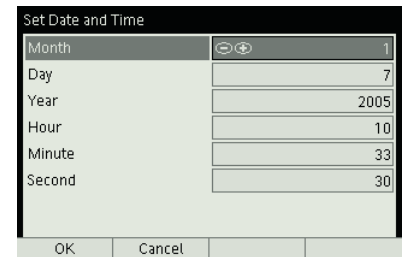 Set Date and Time
Month 1
Day 7
Year 2005
Hour 10
Minute 33
Second 30
OK Cancel